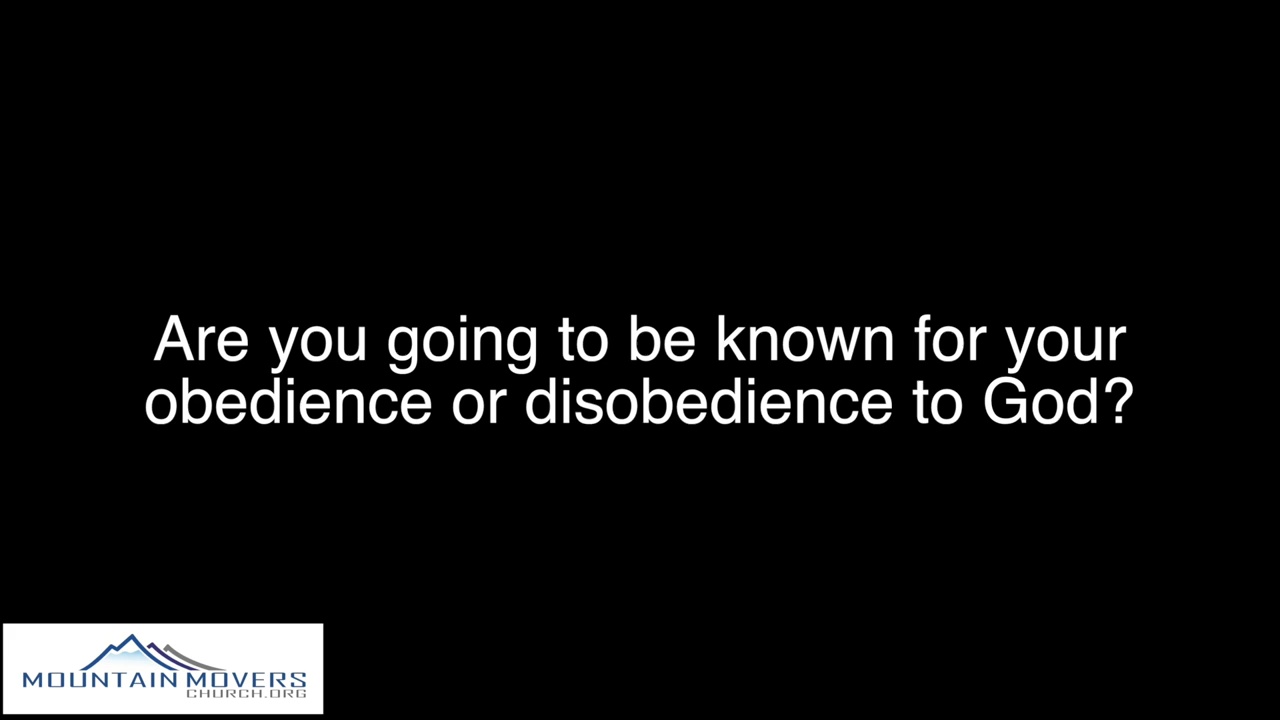 Are you going to be known for your
obedience or disobedience to God?
MOUNTAIN MOVERS
CHURCH.ORG